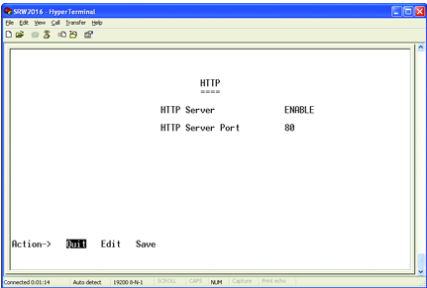 SRW2016 - HyperTerminal
File Edit View Call Transfer Help
HTTP
====
HTTP Server ENABLE
HTTP Server Port 80
Action-> Quit Edit Save
Connected 0:01:14 Auto detect 19200 8-N-1 SCROLL CAPS NUM Capture Print echo